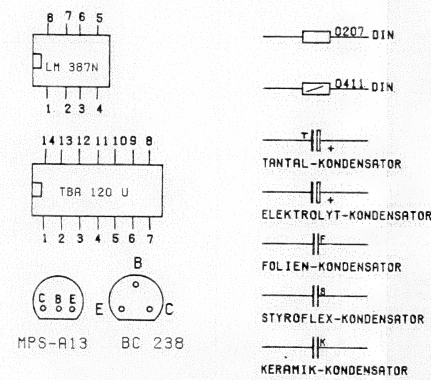 8 7 6 5
LM 387N
1 2 3 4
14 13 12 11 10 9 8
TBA 120 U
1 2 3 4 5 6 7
C B E
MPS-A13
B
E C
BC 238
0207 DIN
0411 DIN
T +
TANTAL-KONDENSATOR
+
ELEKTROLYT-KONDENSATOR
F
FOLIEN-KONDENSATOR
S
STYROFLEX-KONDENSATOR
K
KERAMIK-KONDENSATOR